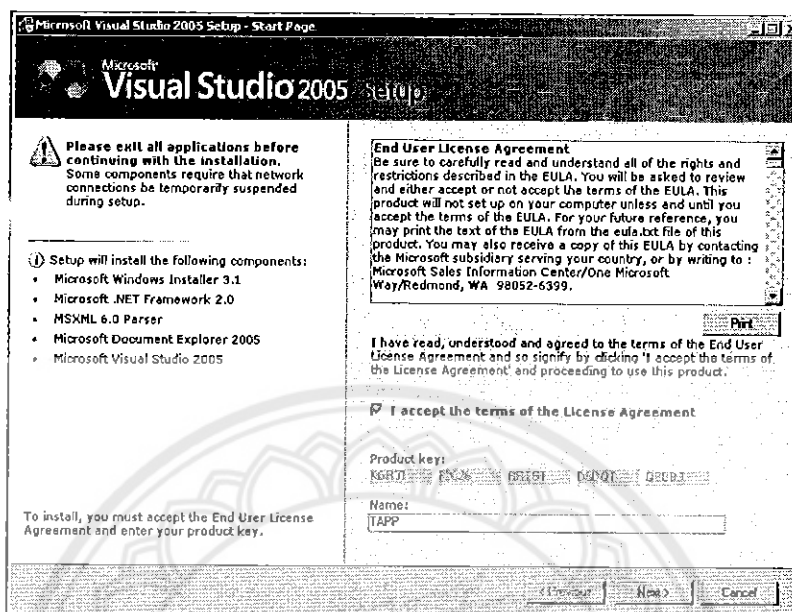 Microsoft Visual Studio 2005 Setup - Start Page
Microsoft
Visual Studio 2005 Setup
Please exit all applications before
continuing with the installation.
Some components require that network
connections be temporarily suspended
during setup.
Setup will install the following components:
• Microsoft Windows Installer 3.1
• Microsoft .NET Framework 2.0
• MSXML 6.0 Parser
• Microsoft Document Explorer 2005
• Microsoft Visual Studio 2005
To install, you must accept the End User License
Agreement and enter your product key.
End User License Agreement
Be sure to carefully read and understand all of the rights and
restrictions described in the EULA. You will be asked to review
and either accept or not accept the terms of the EULA. This
product will not set up on your computer unless and until you
accept the terms of the EULA. For your future reference, you
may print the text of the EULA from the eula.txt file of this
product. You may also receive a copy of this EULA by contacting
the Microsoft subsidiary serving your country, or by writing to :
Microsoft Sales Information Center/One Microsoft
Way/Redmond, WA 98052-6399.
Print
I have read, understood and agreed to the terms of the End User
License Agreement and so signify by clicking 'I accept the terms of
the License Agreement' and proceeding to use this product.
I accept the terms of the License Agreement
Product key:
Name:
TAPP
< Previous
Next >
Cancel